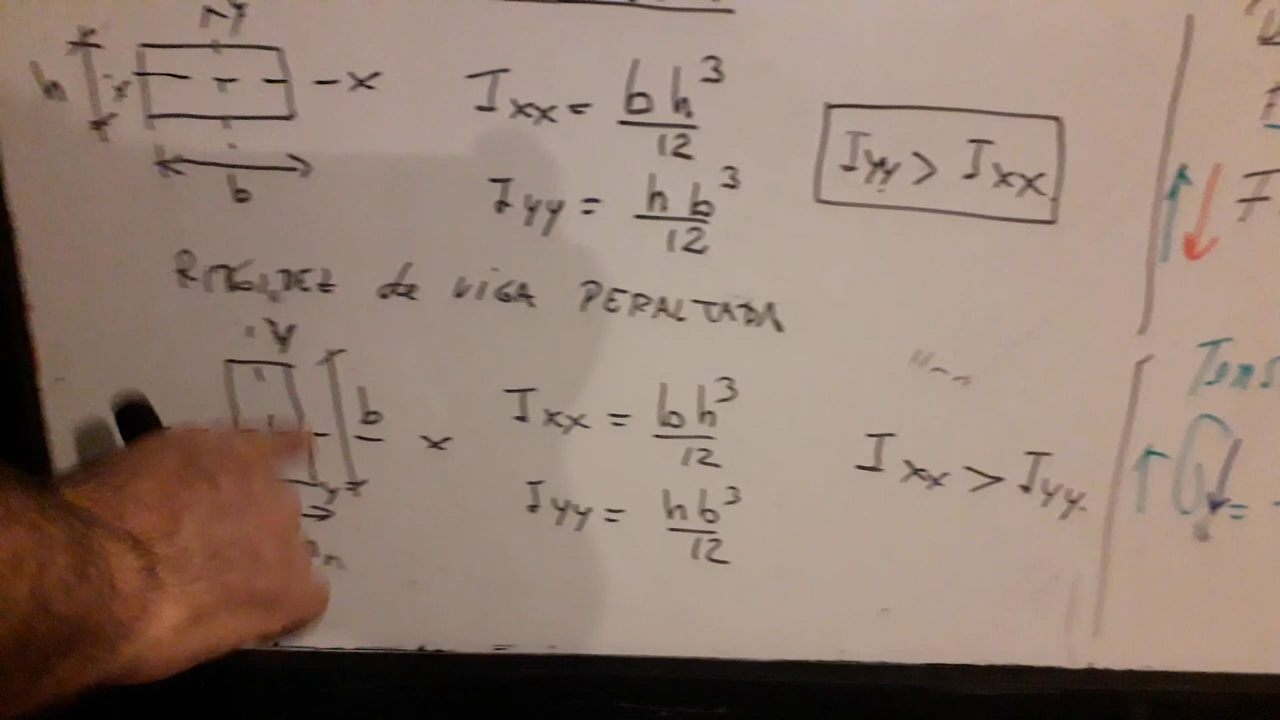 y
h x - x
b
Ixx = bh³/12
Iyy = hb³/12
Iyy > Ixx
RIGIDEZ de VIGA PERALTADA
y
b
x
Ixx = bh³/12
Iyy = hb³/12
Ixx > Iyy